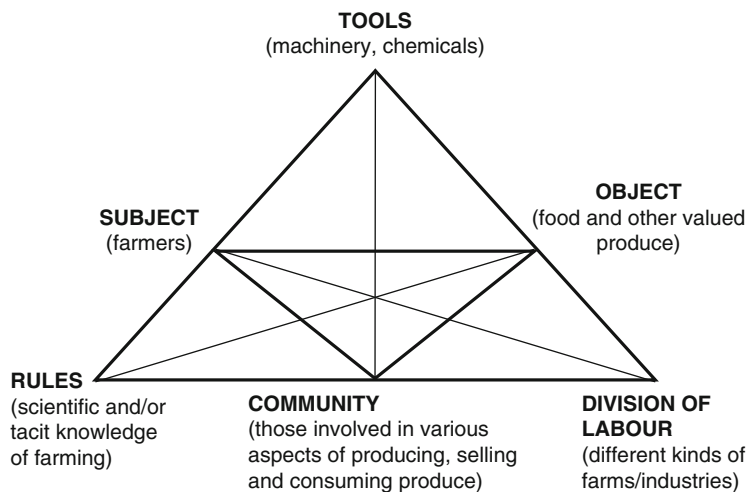 TOOLS
(machinery, chemicals)
SUBJECT
(farmers)
OBJECT
(food and other valued
produce)
RULES
(scientific and/or
tacit knowledge
of farming)
COMMUNITY
(those involved in various
aspects of producing, selling
and consuming produce)
DIVISION OF
LABOUR
(different kinds of
farms/industries)